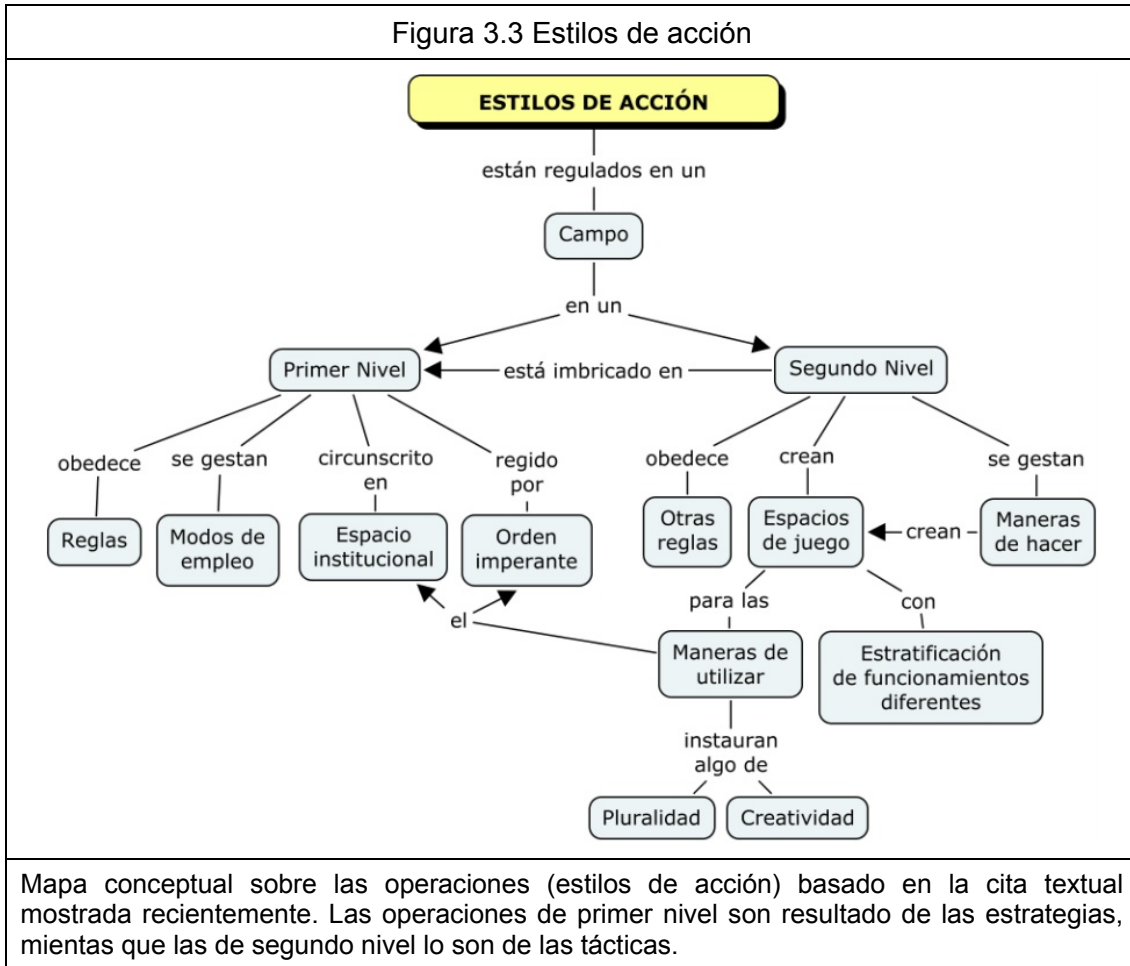 Figura 3.3 Estilos de acción
ESTILOS DE ACCIÓN
están regulados en un
Campo
en un
Primer Nivel
está imbricado en
Segundo Nivel
obedece
se gestan
circunscrito
en
regido
por
obedece
crean
se gestan
Reglas
Modos de
empleo
Espacio
institucional
Orden
imperante
Otras
reglas
Espacios
de juego
crean
Maneras
de hacer
el
para las
con
Maneras de
utilizar
Estratificación
de funcionamientos
diferentes
instauran
algo de
Pluralidad
Creatividad
Mapa conceptual sobre las operaciones (estilos de acción) basado en la cita textual
mostrada recientemente. Las operaciones de primer nivel son resultado de las estrategias,
mientas que las de segundo nivel lo son de las tácticas.